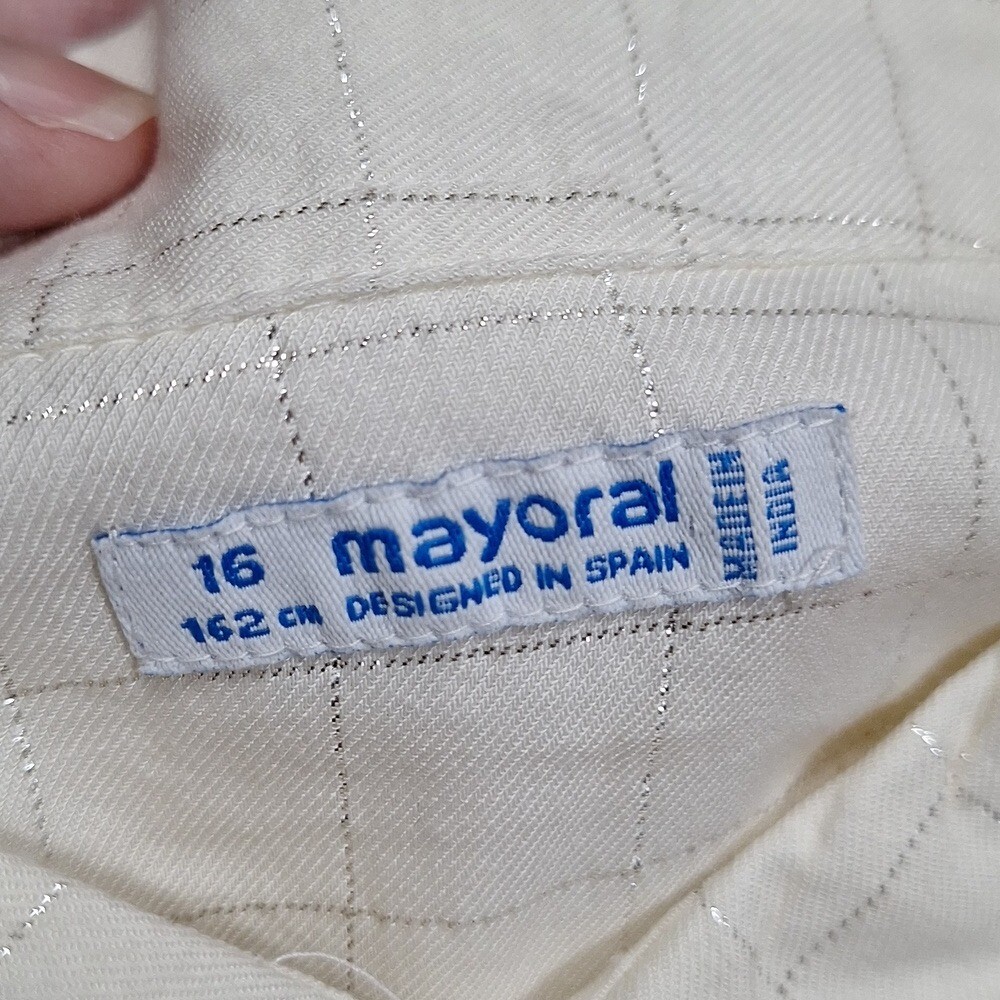 16
162 cm
mayoral
DESIGNED IN SPAIN
MADE IN
INDIA